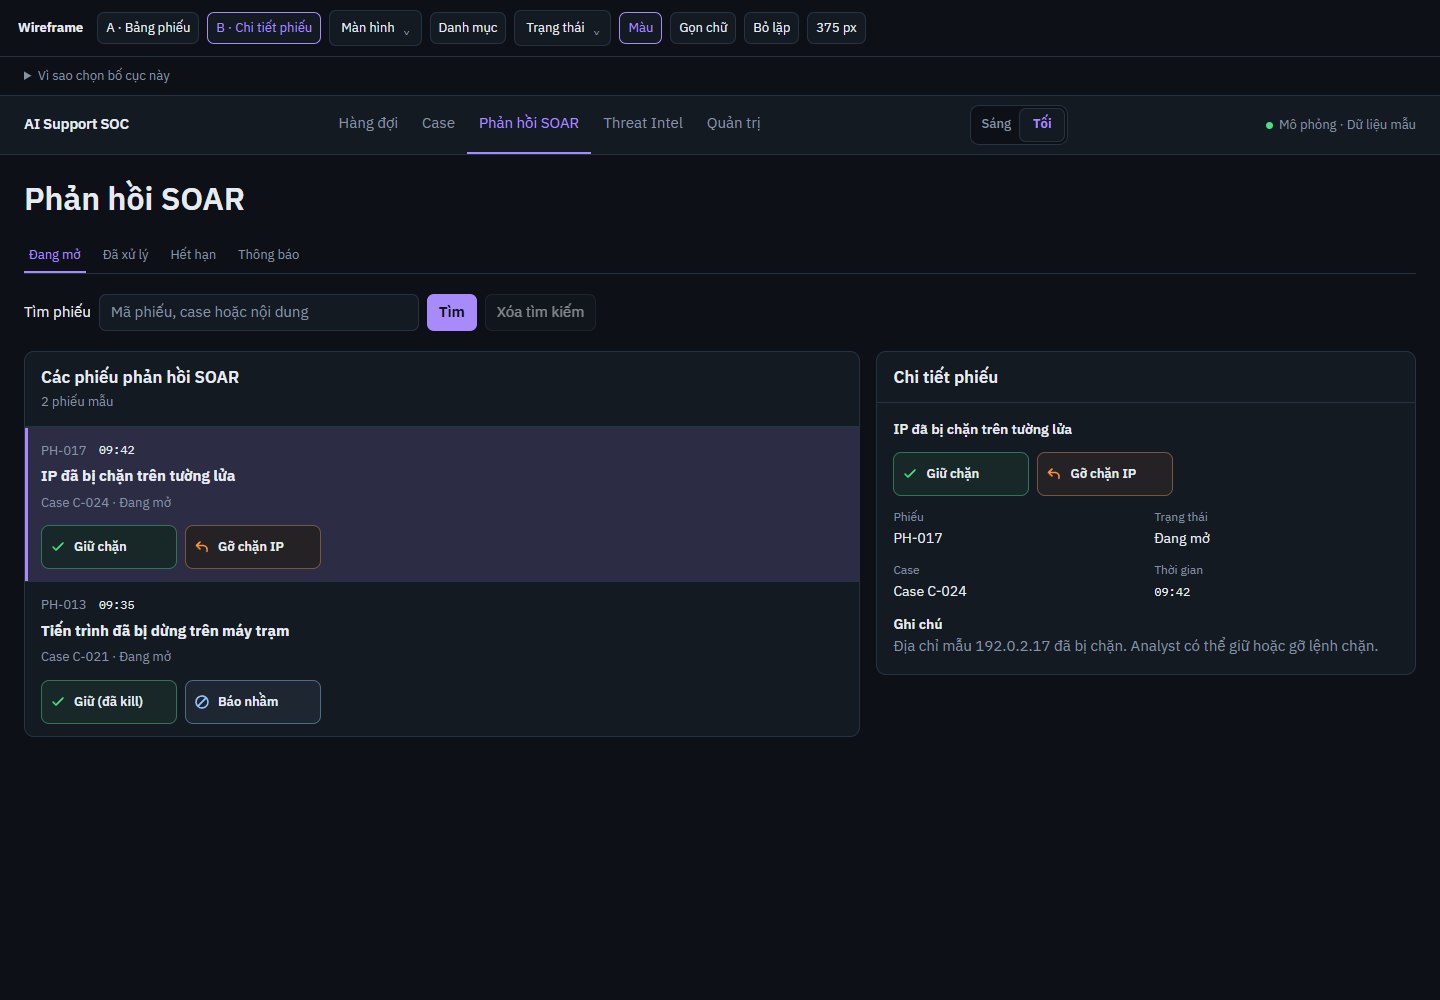 Wireframe A · Bảng phiếu B · Chi tiết phiếu Màn hình Danh mục Trạng thái Màu Gọn chữ Bỏ lặp 375 px
Vì sao chọn bố cục này
AI Support SOC Hàng đợi Case Phản hồi SOAR Threat Intel Quản trị Sáng Tối Mô phỏng · Dữ liệu mẫu
Phản hồi SOAR
Đang mở Đã xử lý Hết hạn Thông báo
Tìm phiếu Mã phiếu, case hoặc nội dung Tìm Xóa tìm kiếm
Các phiếu phản hồi SOAR
2 phiếu mẫu
PH-017 09:42
IP đã bị chặn trên tường lửa
Case C-024 · Đang mở
Giữ chặn Gỡ chặn IP
PH-013 09:35
Tiến trình đã bị dừng trên máy trạm
Case C-021 · Đang mở
Giữ (đã kill) Báo nhầm
Chi tiết phiếu
IP đã bị chặn trên tường lửa
Giữ chặn Gỡ chặn IP
Phiếu Trạng thái
PH-017 Đang mở
Case Thời gian
Case C-024 09:42
Ghi chú
Địa chỉ mẫu 192.0.2.17 đã bị chặn. Analyst có thể giữ hoặc gỡ lệnh chặn.